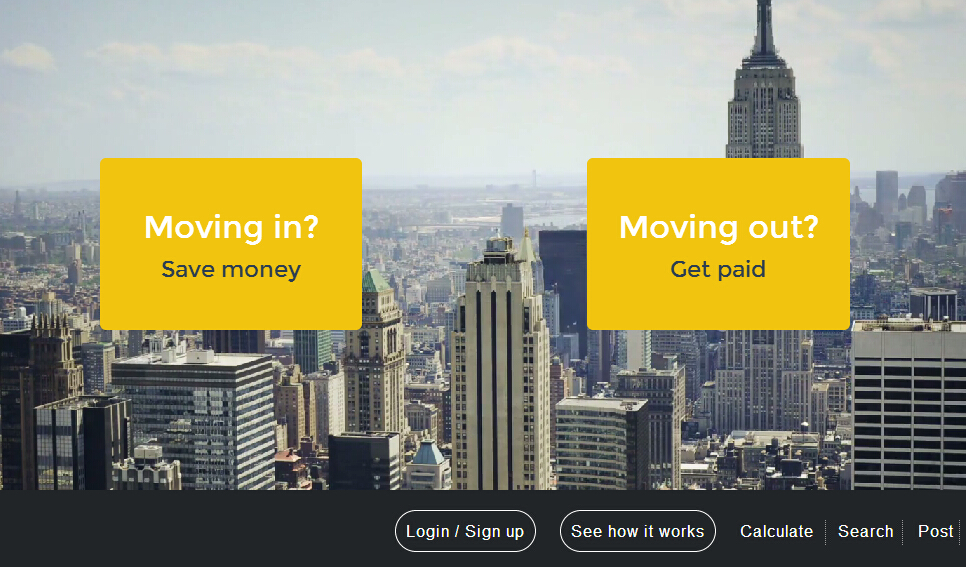 Moving in?
Save money
Moving out?
Get paid
Login / Sign up
See how it works
Calculate
Search
Post